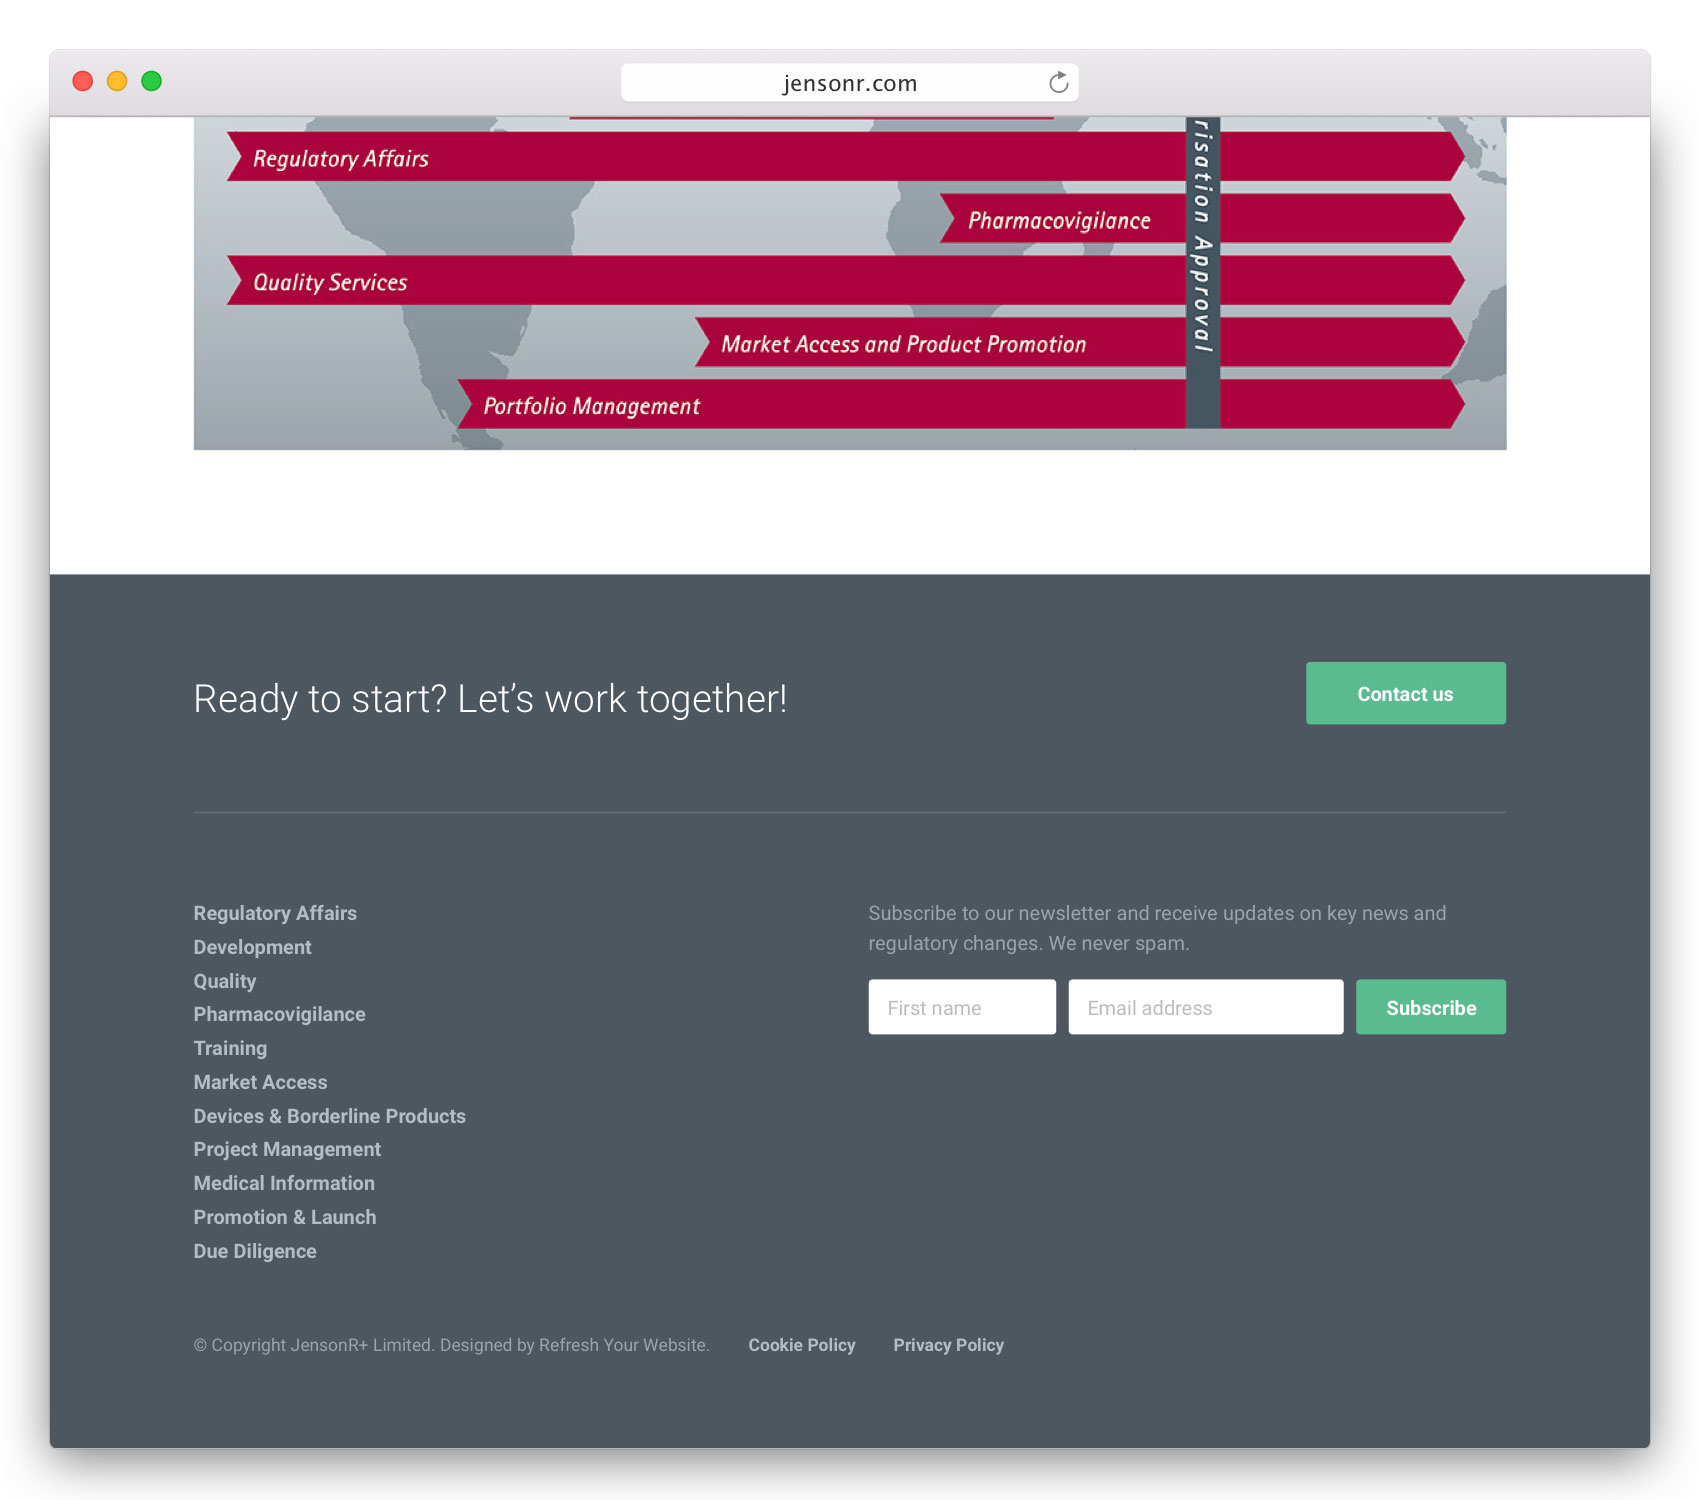 jensonr.com
Regulatory Affairs
Pharmacovigilance
Quality Services
Market Access and Product Promotion
Portfolio Management
Approval
Ready to start? Let’s work together!
Contact us
Regulatory Affairs
Development
Quality
Pharmacovigilance
Training
Market Access
Devices & Borderline Products
Project Management
Medical Information
Promotion & Launch
Due Diligence
Subscribe to our newsletter and receive updates on key news and
regulatory changes. We never spam.
First name
Email address
Subscribe
© Copyright JensonR+ Limited. Designed by Refresh Your Website.
Cookie Policy
Privacy Policy